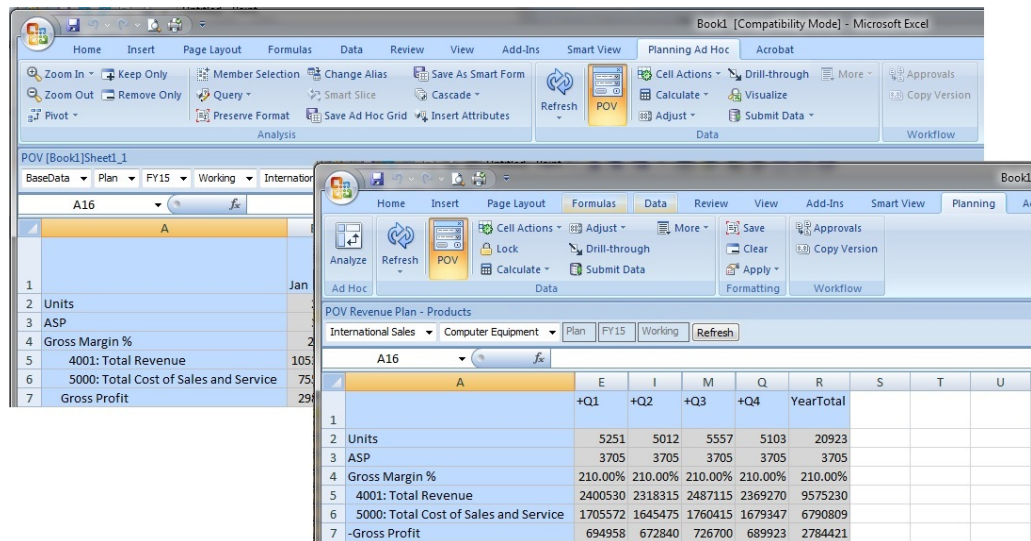 Book1 [Compatibility Mode] - Microsoft Excel
Home Insert Page Layout Formulas Data Review View Add-Ins Smart View Planning Ad Hoc Acrobat
Zoom In Keep Only Member Selection Change Alias Save As Smart Form Cell Actions Drill-through More Approvals
Zoom Out Remove Only Query Smart Slice Cascade Refresh POV Calculate Visualize Copy Version
Pivot Preserve Format Save Ad Hoc Grid Insert Attributes Adjust Submit Data
Analysis Data Workflow
POV [Book1]Sheet1_1
BaseData Plan FY15 Working
A16 fx
A
1 Jan
2 Units
3 ASP
4 Gross Margin %
5 4001: Total Revenue
6 5000: Total Cost of Sales and Service
7 Gross Profit
Book1
Home Insert Page Layout Formulas Data Review View Add-Ins Smart View Planning
Analyze Refresh POV Cell Actions Adjust More Save Approvals
Lock Drill-through Clear Copy Version
Calculate Submit Data Apply
Ad Hoc Data Formatting Workflow
POV Revenue Plan - Products
International Sales Computer Equipment Plan FY15 Working Refresh
A16 fx
A E I M Q R S T U
1 +Q1 +Q2 +Q3 +Q4 YearTotal
2 Units 5251 5012 5557 5103 20923
3 ASP 3705 3705 3705 3705 3705
4 Gross Margin % 210.00% 210.00% 210.00% 210.00% 210.00%
5 4001: Total Revenue 2400530 2318315 2487115 2369270 9575230
6 5000: Total Cost of Sales and Service 1705572 1645475 1760415 1679347 6790809
7 -Gross Profit 694958 672840 726700 689923 2784421